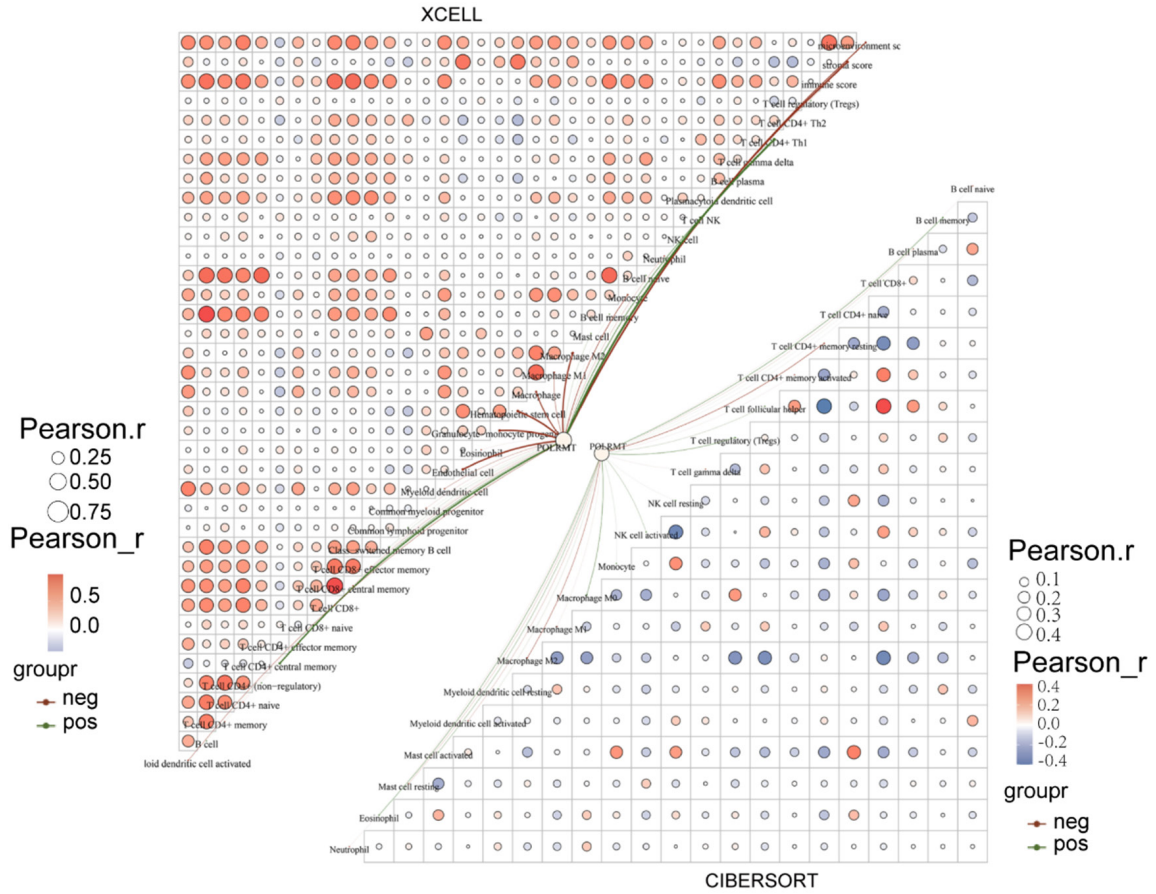 XCELL
microenvironment sc
stroma score
immune score
T cell regulatory (Tregs)
T cell CD4+ Th2
T cell CD4+ Th1
T cell gamma delta
B cell plasma
Plasmacytoid dendritic cell
T cell NK
NK cell
Neutrophil
B cell naive
Monocyte
B cell memory
Mast cell
Macrophage M2
Macrophage M1
Macrophage
Hematopoietic stem cell
Granulocyte-monocyte progeni
Eosinophil
Endothelial cell
Myeloid dendritic cell
Common myeloid progenitor
Common lymphoid progenitor
Class-switched memory B cell
T cell CD8+ effector memory
T cell CD8+ central memory
T cell CD8+
T cell CD8+ naive
T cell CD4+ effector memory
T cell CD4+ central memory
T cell CD4+ (non-regulatory)
T cell CD4+ naive
T cell CD4+ memory
B cell
loid dendritic cell activated
POLRMT
POLRMT
Pearson.r
0.25
0.50
0.75
Pearson_r
0.5
0.0
groupr
neg
pos
B cell naive
B cell memory
B cell plasma
T cell CD8+
T cell CD4+ naive
T cell CD4+ memory resting
T cell CD4+ memory activated
T cell follicular helper
T cell regulatory (Tregs)
T cell gamma delta
NK cell resting
NK cell activated
Monocyte
Macrophage M0
Macrophage M1
Macrophage M2
Myeloid dendritic cell resting
Myeloid dendritic cell activated
Mast cell activated
Mast cell resting
Eosinophil
Neutrophil
Pearson.r
0.1
0.2
0.3
0.4
Pearson_r
0.4
0.2
0.0
-0.2
-0.4
groupr
neg
pos
CIBERSORT